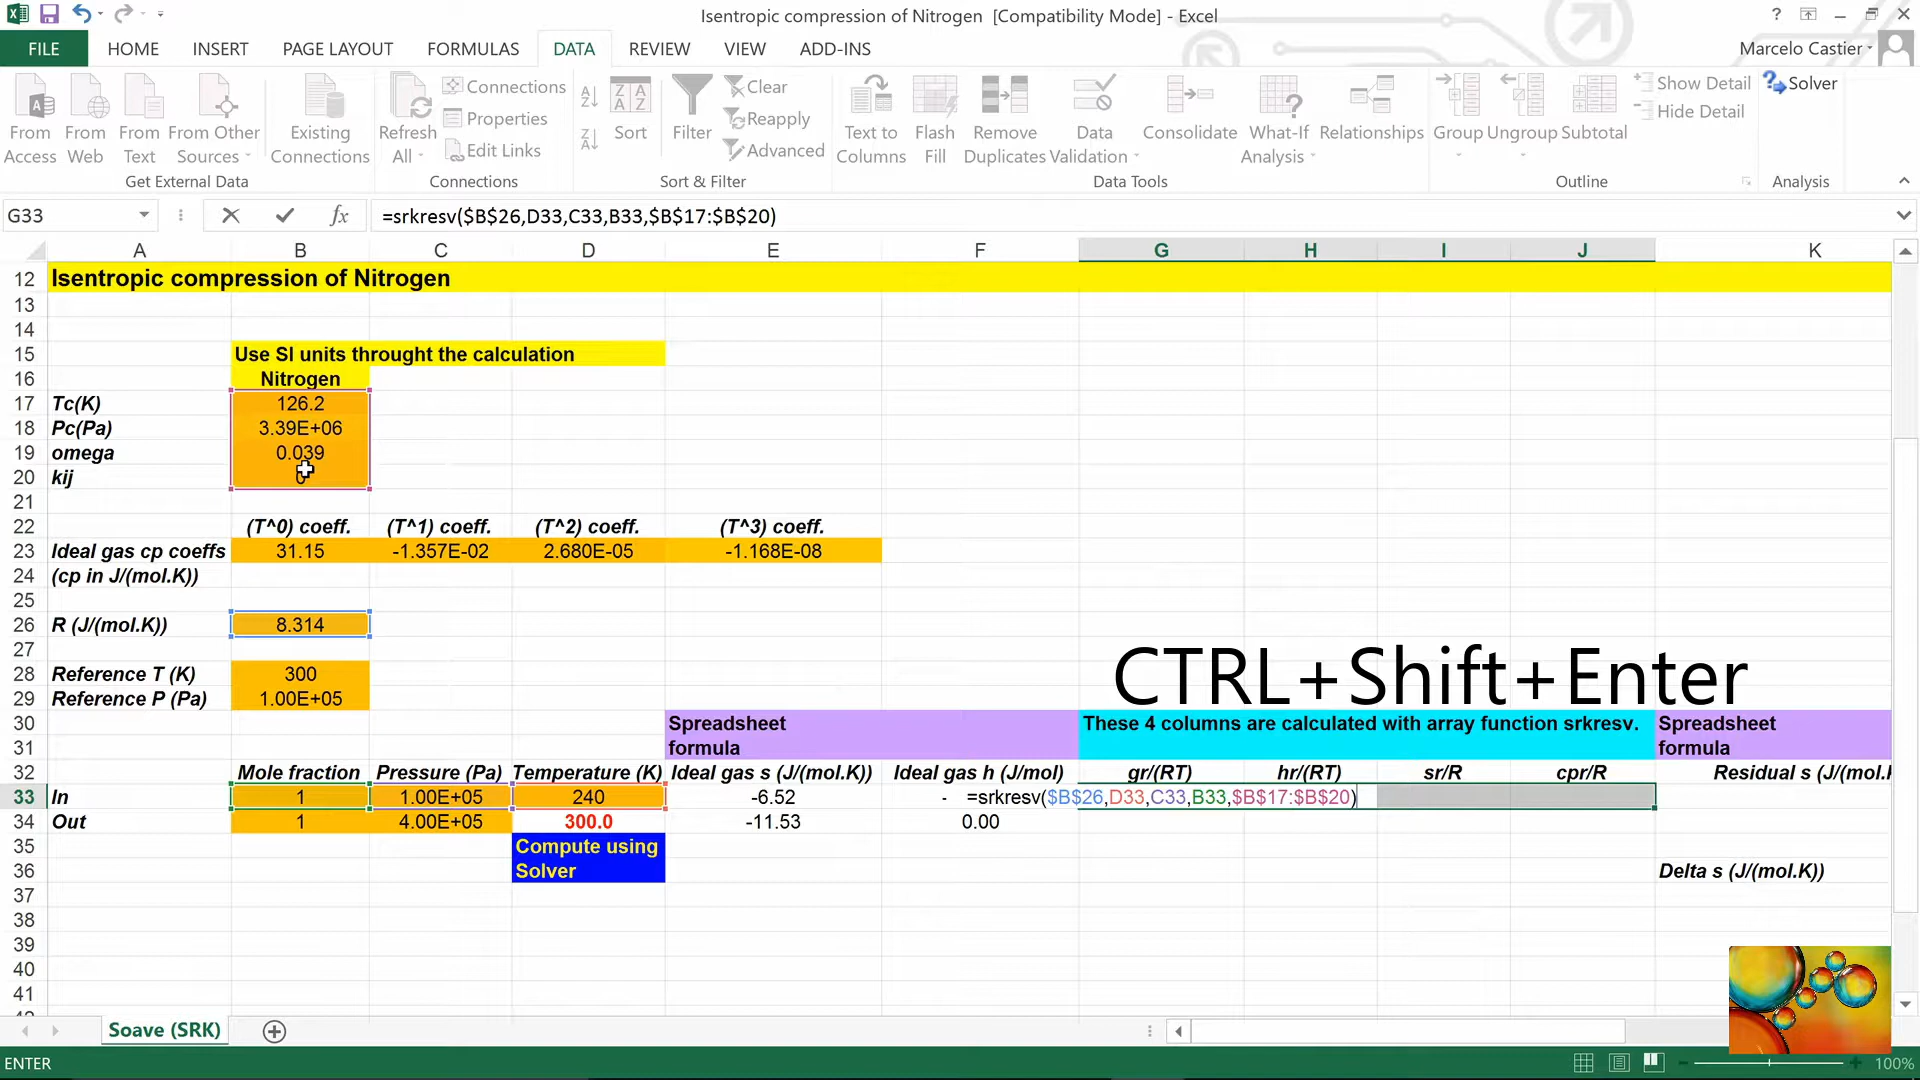 Isentropic compression of Nitrogen [Compatibility Mode] - Excel
FILE HOME INSERT PAGE LAYOUT FORMULAS DATA REVIEW VIEW ADD-INS Marcelo Castier
From Access
From Web
From Text
From Other Sources
Existing Connections
Get External Data
Refresh All
Connections
Properties
Edit Links
Connections
Sort
Filter
Clear
Reapply
Advanced
Sort & Filter
Text to Columns
Flash Fill
Remove Duplicates
Data Validation
Consolidate
What-If Analysis
Relationships
Data Tools
Group
Ungroup
Subtotal
Show Detail
Hide Detail
Outline
Solver
Analysis
G33 fx =srkresv($B$26,D33,C33,B33,$B$17:$B$20)
A B C D E F G H I J K
12 Isentropic compression of Nitrogen
13
14
15 Use SI units throught the calculation
16 Nitrogen
17 Tc(K) 126.2
18 Pc(Pa) 3.39E+06
19 omega 0.039
20 kij 0
21
22 (T^0) coeff. (T^1) coeff. (T^2) coeff. (T^3) coeff.
23 Ideal gas cp coeffs 31.15 -1.357E-02 2.680E-05 -1.168E-08
24 (cp in J/(mol.K))
25
26 R (J/(mol.K)) 8.314
27
CTRL+Shift+Enter
28 Reference T (K) 300
29 Reference P (Pa) 1.00E+05
30 Spreadsheet These 4 columns are calculated with array function srkresv. Spreadsheet
31 formula formula
32 Mole fraction Pressure (Pa) Temperature (K) Ideal gas s (J/(mol.K)) Ideal gas h (J/mol) gr/(RT) hr/(RT) sr/R cpr/R Residual s (J/(mol.
33 In 1 1.00E+05 240 -6.52 - =srkresv($B$26,D33,C33,B33,$B$17:$B$20)
34 Out 1 4.00E+05 300.0 -11.53 0.00
35 Compute using
36 Solver Delta s (J/(mol.K))
37
38
39
40
41
Soave (SRK)
ENTER 100%